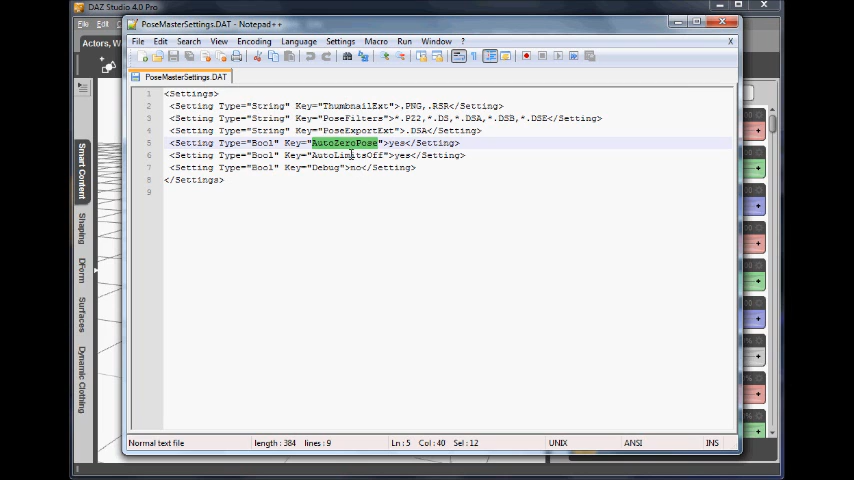 DAZ Studio 4.0 Pro
File Edit
PoseMasterSettings.DAT - Notepad++
File Edit Search View Encoding Language Settings Macro Run Window ? X
Actors, W
PoseMasterSettings.DAT
1 <Settings>
2 <Setting Type="String" Key="ThumbnailExt">.PNG,.RSR</Setting>
3 <Setting Type="String" Key="PoseFilters">*.PZ2,*.DS,*.DSA,*.DSB,*.DSE</Setting>
4 <Setting Type="String" Key="PoseExportExt">.DSA</Setting>
5 <Setting Type="Bool" Key="AutoZeroPose">yes</Setting>
6 <Setting Type="Bool" Key="AutoLimitsOff">yes</Setting>
7 <Setting Type="Bool" Key="Debug">no</Setting>
8 </Settings>
9
Smart Content
Shaping
DForm
Surfaces
Dynamic Clothing
Normal text file length : 384 lines : 9 Ln : 5 Col : 40 Sel : 12 UNIX ANSI INS